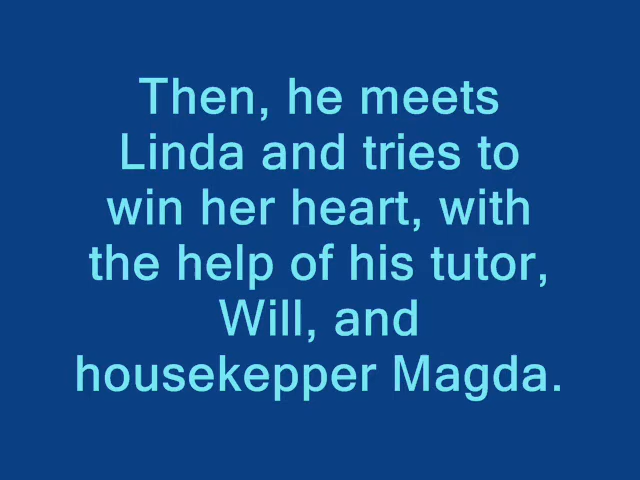 Then, he meets
Linda and tries to
win her heart, with
the help of his tutor,
Will, and
housekepper Magda.